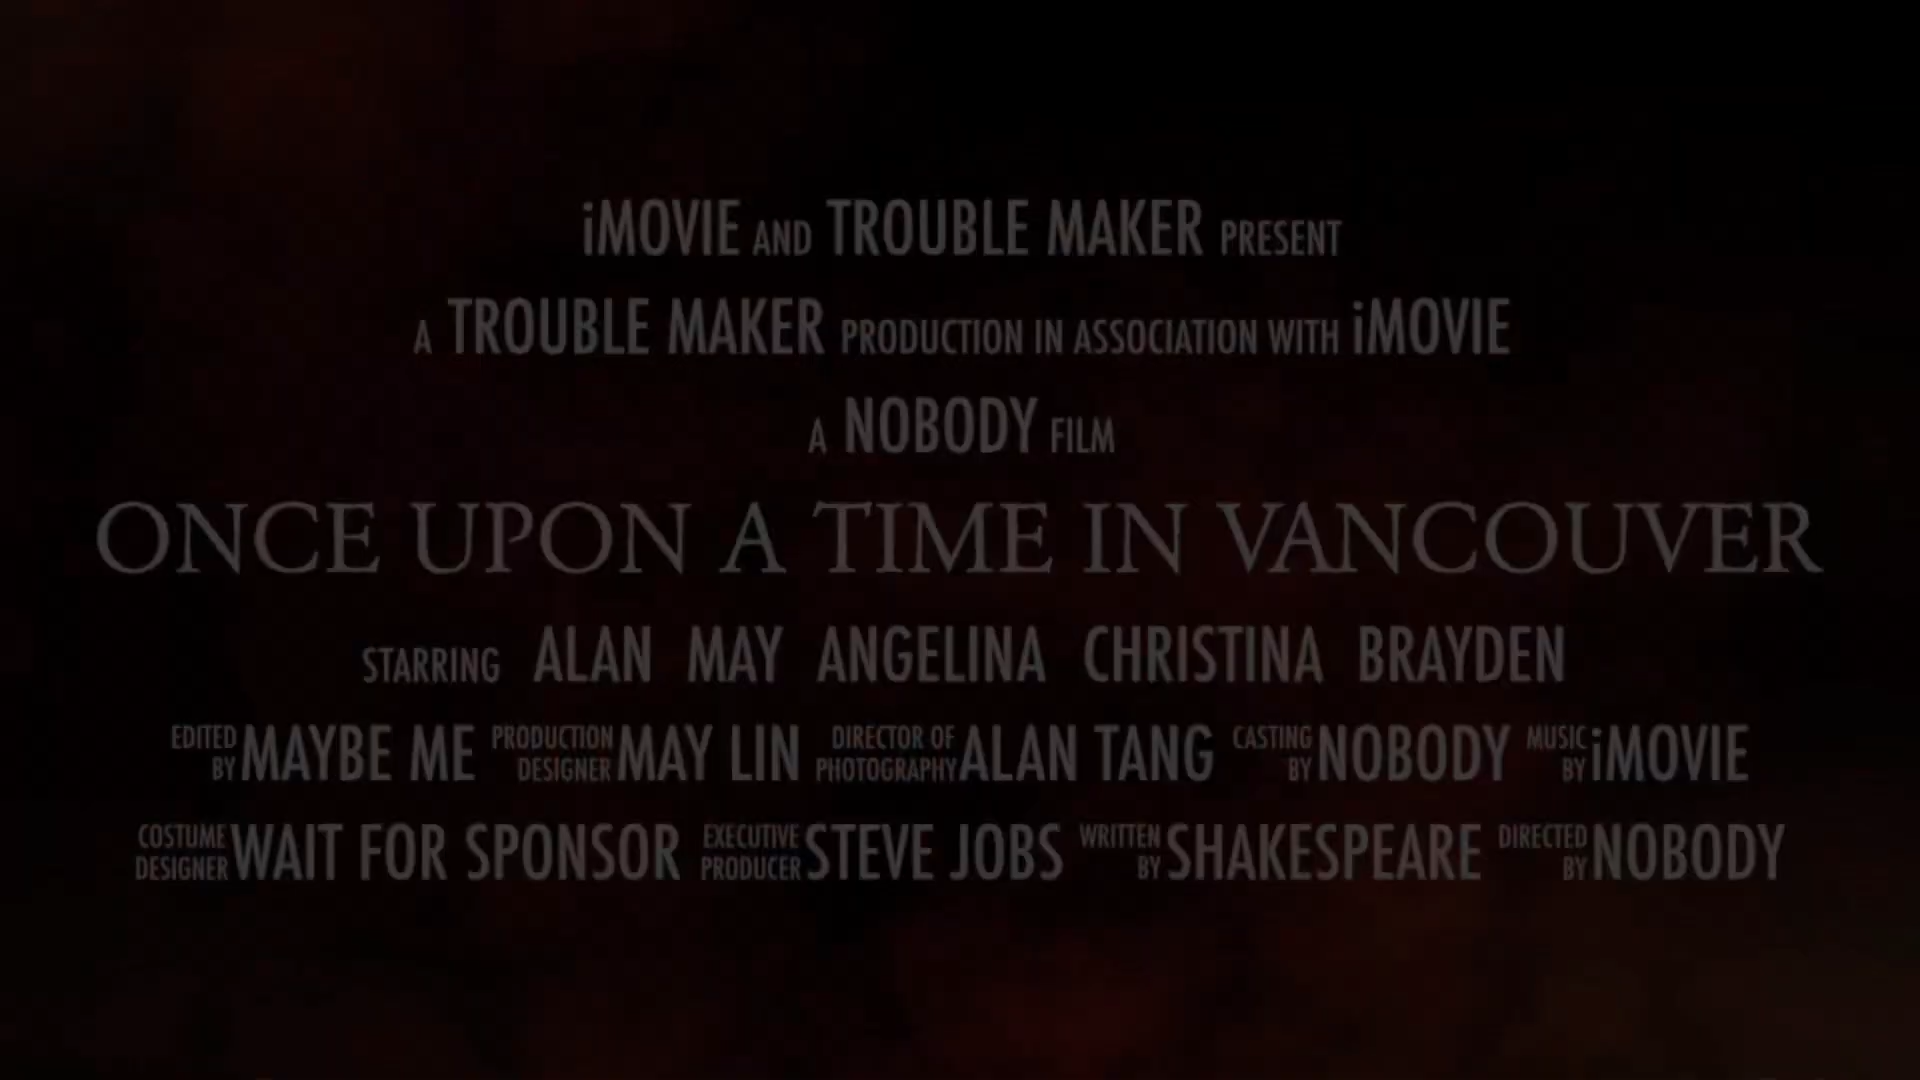 iMOVIE AND TROUBLE MAKER PRESENT
A TROUBLE MAKER PRODUCTION IN ASSOCIATION WITH iMOVIE
A NOBODY FILM
ONCE UPON A TIME IN VANCOUVER
STARRING ALAN MAY ANGELINA CHRISTINA BRAYDEN
EDITED BY MAYBE ME PRODUCTION DESIGNER MAY LIN DIRECTOR OF PHOTOGRAPHY ALAN TANG CASTING BY NOBODY MUSIC BY iMOVIE
COSTUME DESIGNER WAIT FOR SPONSOR EXECUTIVE PRODUCER STEVE JOBS WRITTEN BY SHAKESPEARE DIRECTED BY NOBODY